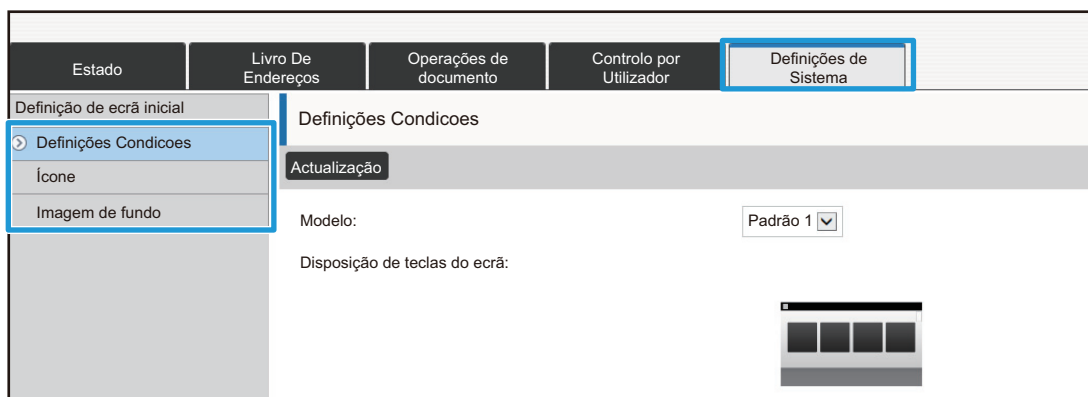 Estado
Livro De
Endereços
Operações de
documento
Controlo por
Utilizador
Definições de
Sistema
Definição de ecrã inicial
Definições Condicoes
Ícone
Imagem de fundo
Definições Condicoes
Actualização
Modelo:
Padrão 1
Disposição de teclas do ecrã: